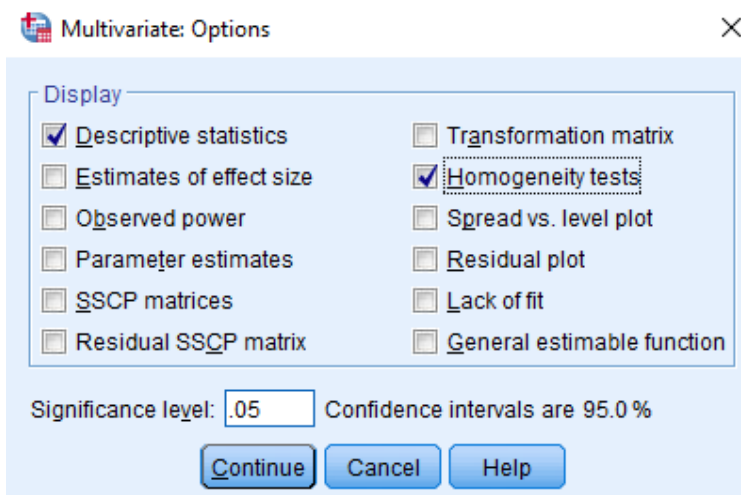 Multivariate: Options
Display
Descriptive statistics
Transformation matrix
Estimates of effect size
Homogeneity tests
Observed power
Spread vs. level plot
Parameter estimates
Residual plot
SSCP matrices
Lack of fit
Residual SSCP matrix
General estimable function
Significance level: .05 Confidence intervals are 95.0 %
Continue Cancel Help